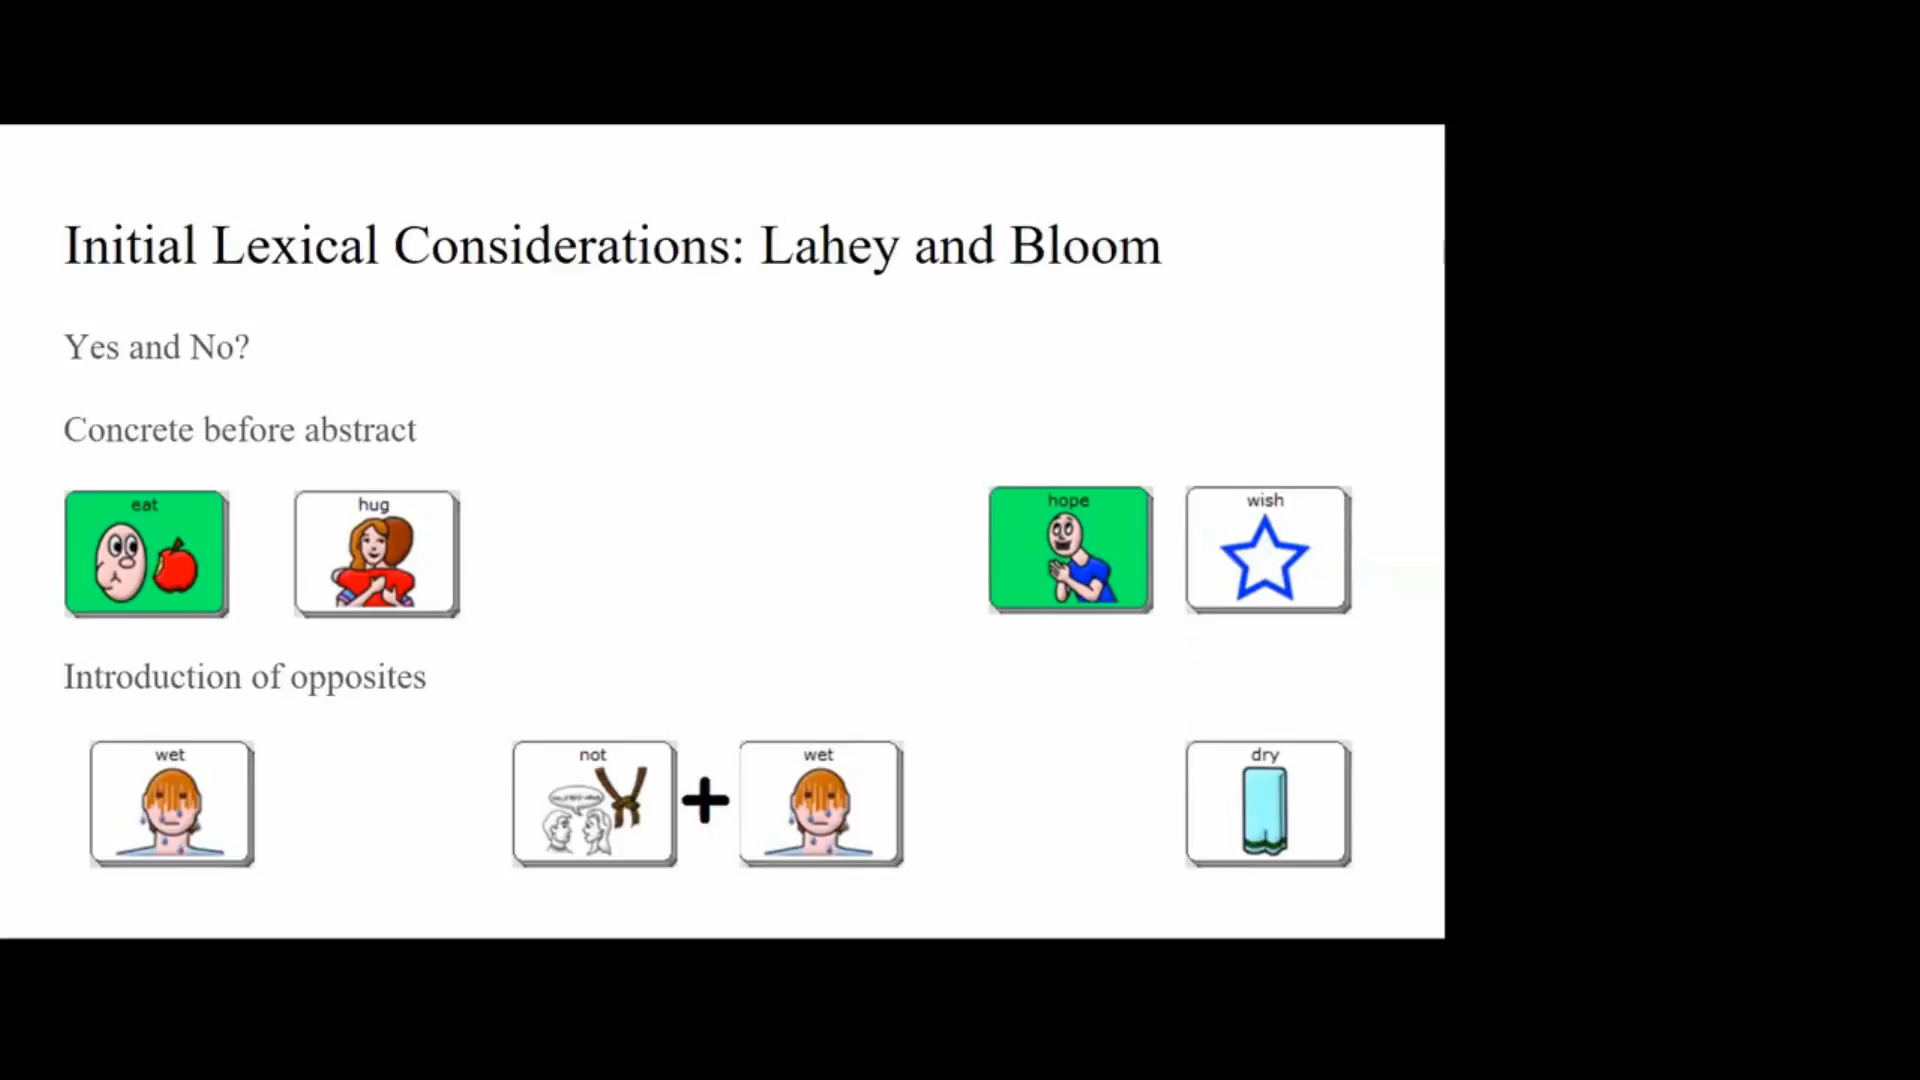 Initial Lexical Considerations: Lahey and Bloom
Yes and No?
Concrete before abstract
eat hug hope wish
Introduction of opposites
wet not wet dry